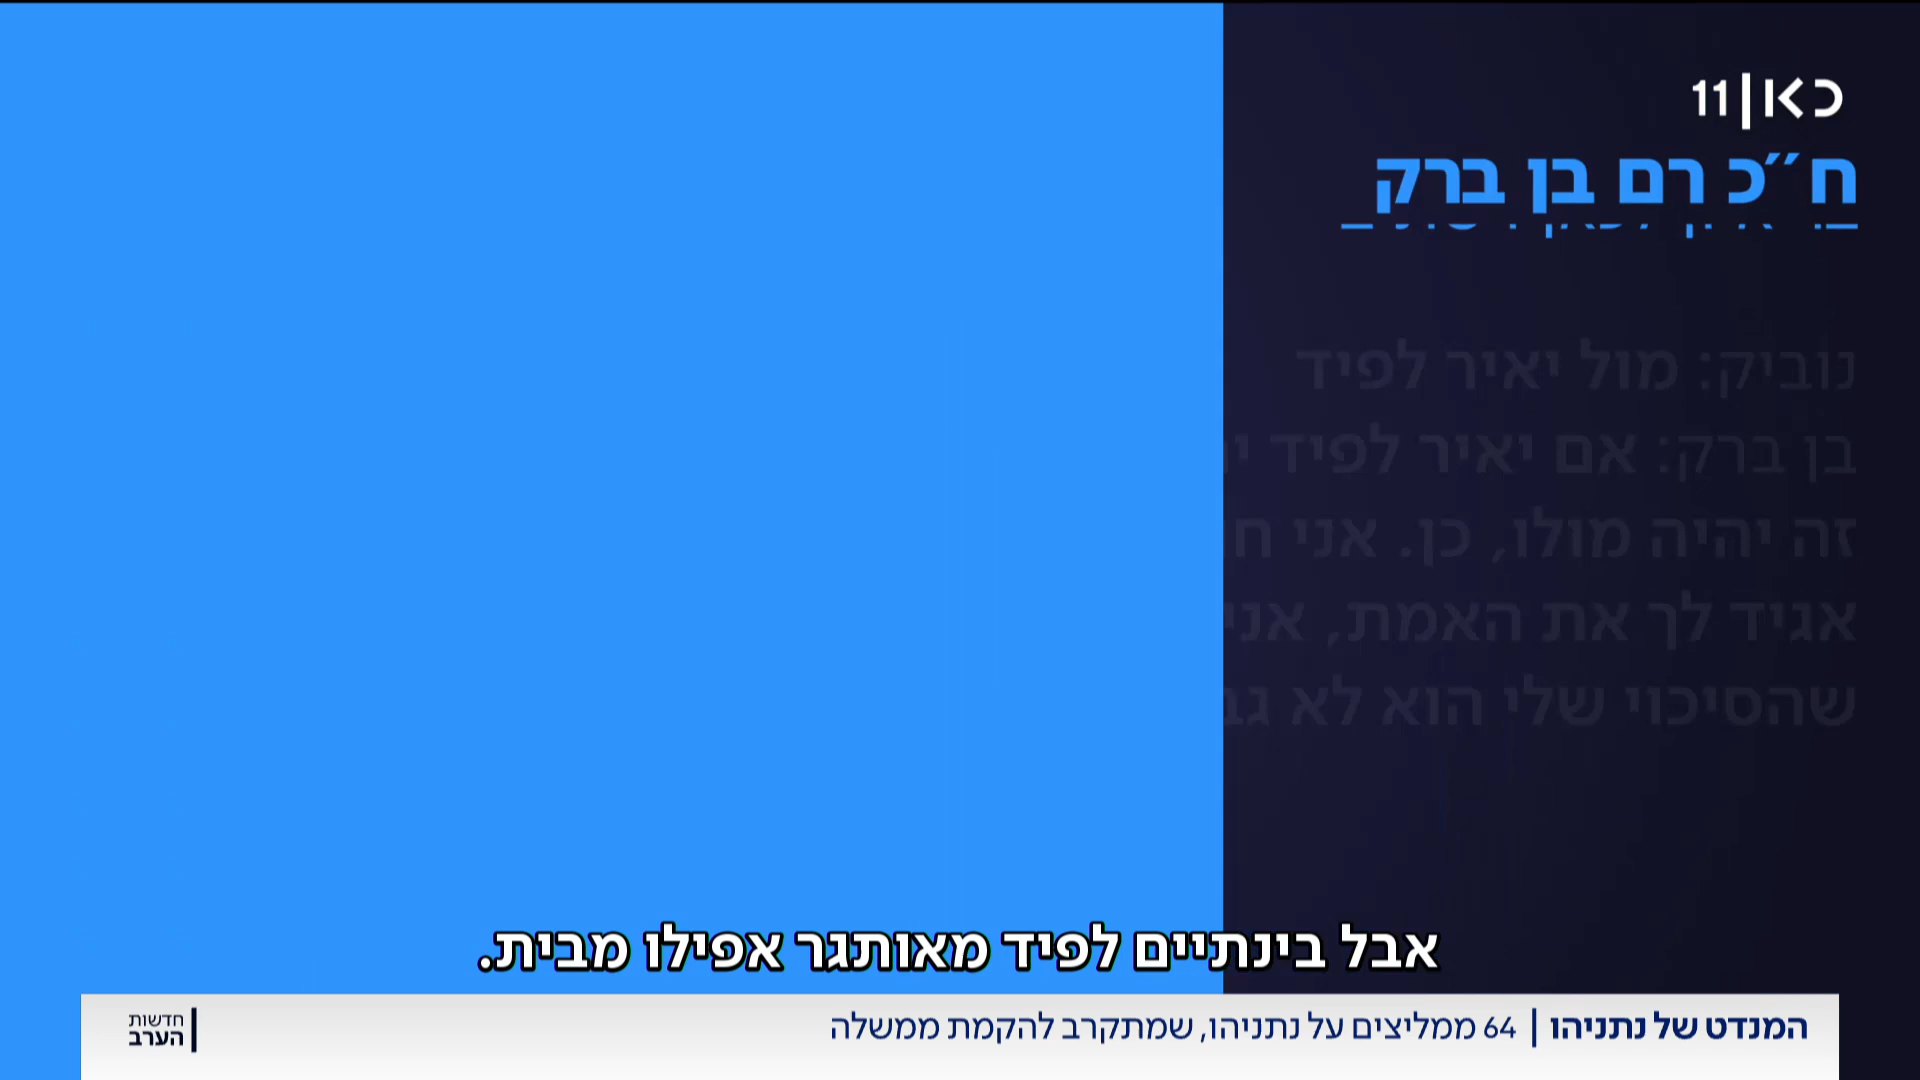 כאן|11
ח״כ רם בן ברק
נוביק: מול יאיר לפיד
בן ברק: אם יאיר לפיד
זה יהיה מולו, כן. אני
אגיד לך את האמת, אני
שהסיכוי שלי הוא לא
אבל בינתיים לפיד מאותגר אפילו מבית.
המנדט של נתניהו | 64 ממליצים על נתניהו, שמתקרב להקמת ממשלה
חדשות
הערב